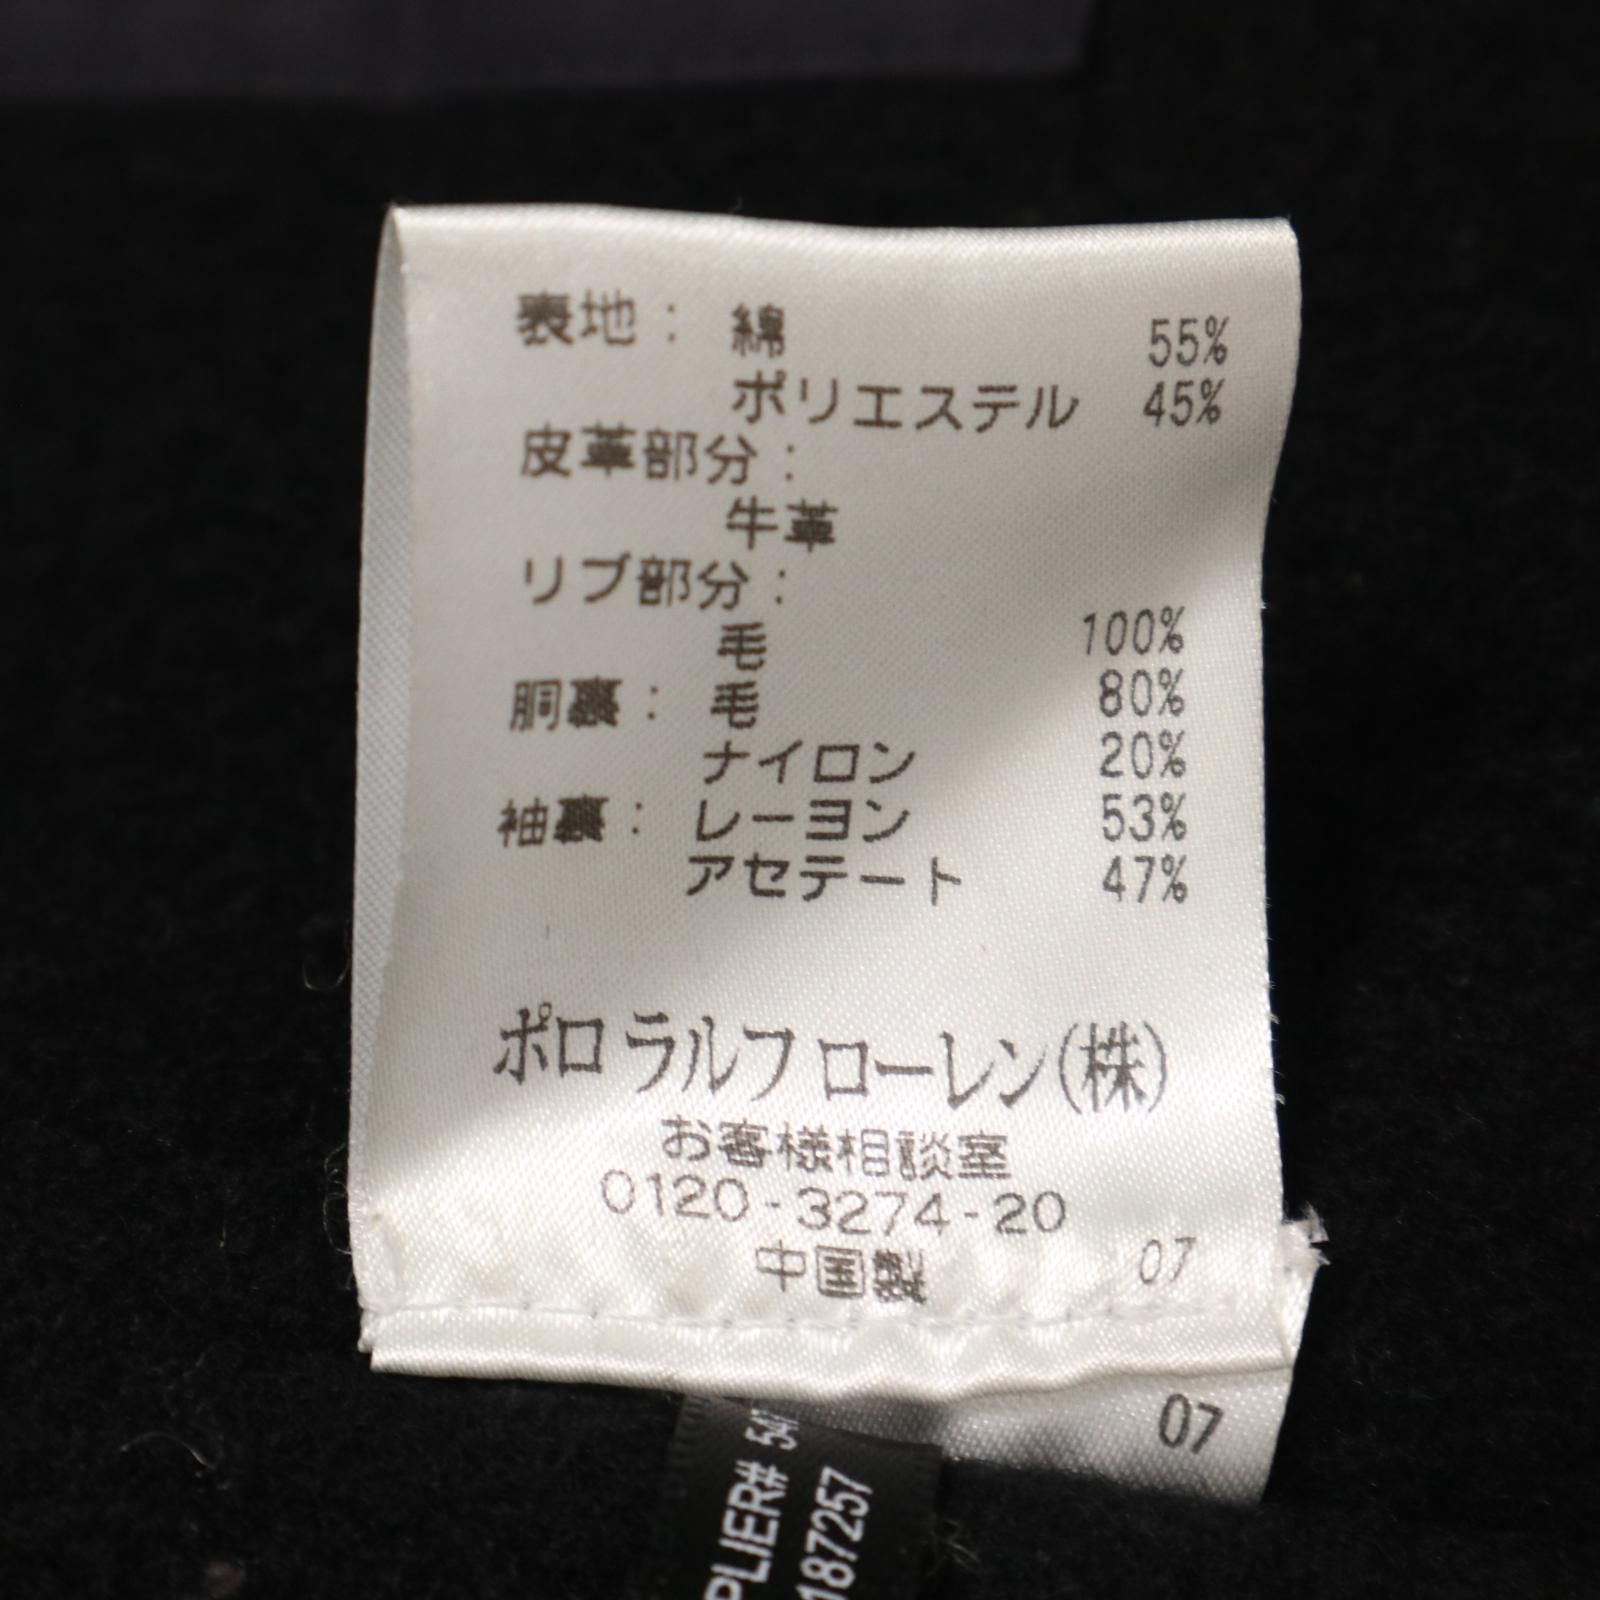 表地: 綿 55%
ポリエステル 45%
皮革部分:
牛革
リブ部分:
毛 100%
胴裏: 毛 80%
ナイロン 20%
袖裏: レーヨン 53%
アセテート 47%
ポロ ラルフ ローレン(株)
お客様相談室
0120-3274-20
中国製 07
07
PLIER# 547
187257